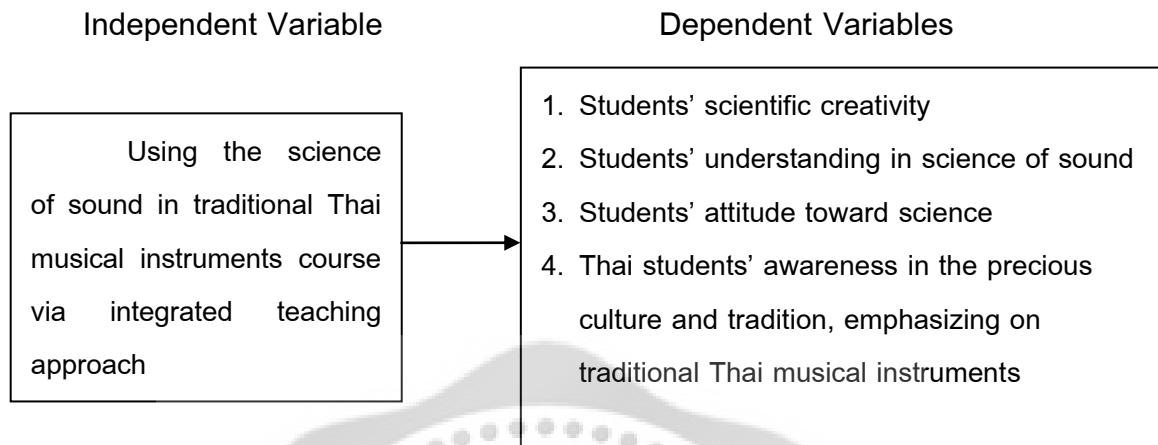 Independent Variable
Dependent Variables
Using the science
of sound in traditional Thai
musical instruments course
via integrated teaching
approach
1. Students’ scientific creativity
2. Students’ understanding in science of sound
3. Students’ attitude toward science
4. Thai students’ awareness in the precious
culture and tradition, emphasizing on
traditional Thai musical instruments